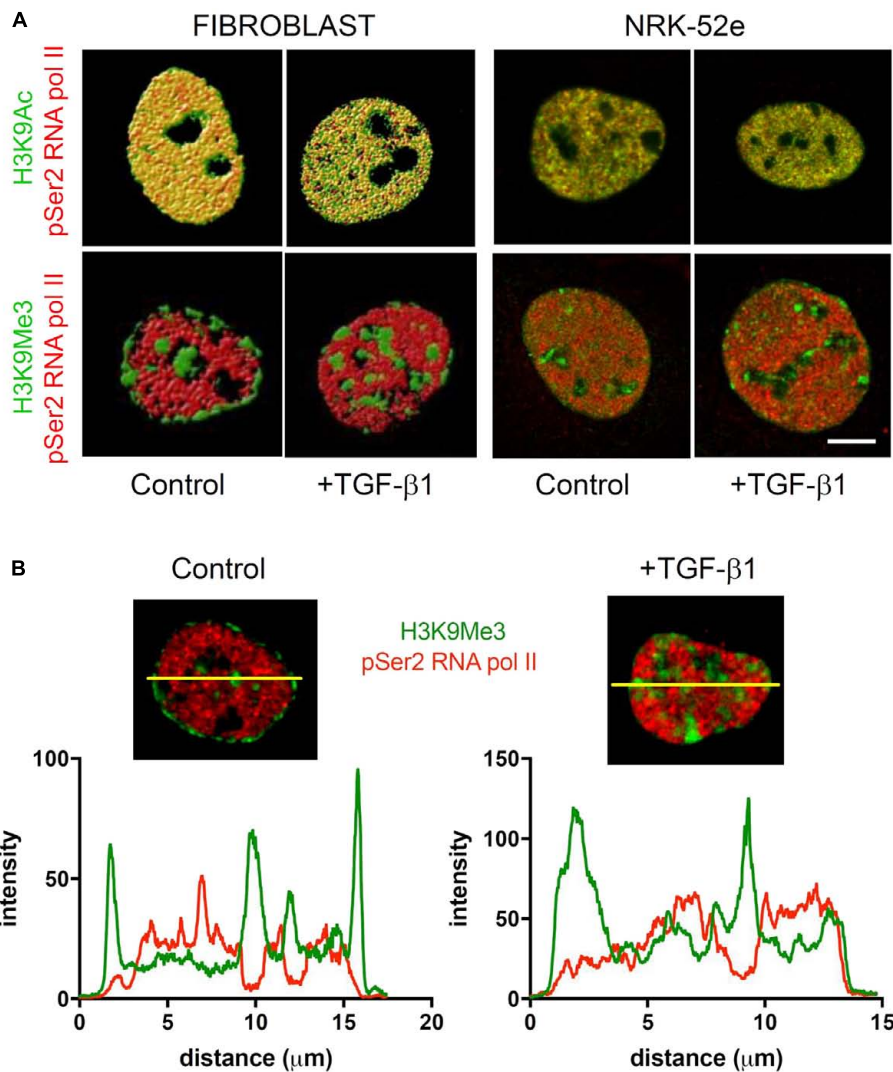 A
FIBROBLAST
NRK-52e
H3K9Ac
pSer2 RNA pol II
H3K9Me3
pSer2 RNA pol II
Control
+TGF-β1
Control
+TGF-β1
B
Control
+TGF-β1
H3K9Me3
pSer2 RNA pol II
100
50
0
intensity
0 5 10 15 20
distance (μm)
150
100
50
0
intensity
0 5 10 15
distance (μm)